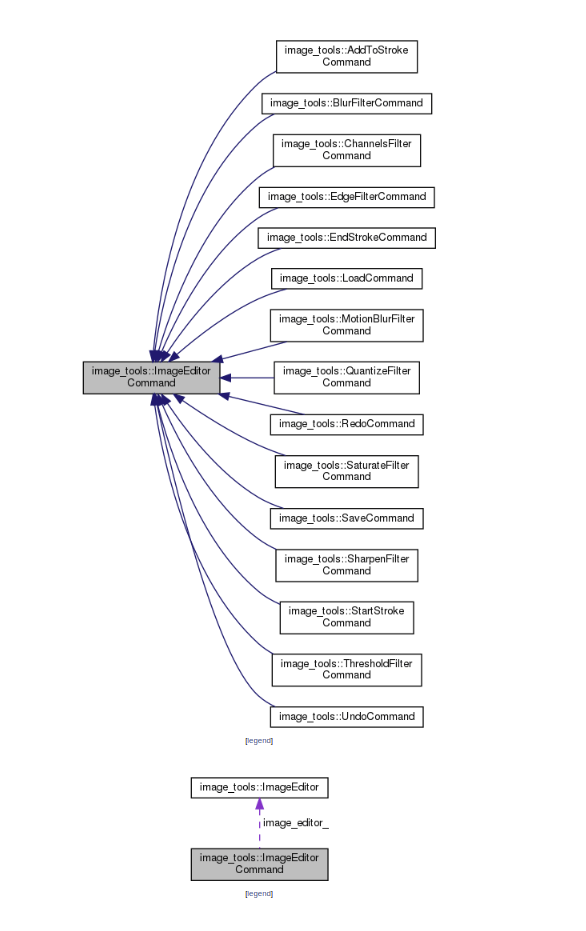 image_tools::AddToStroke
Command
image_tools::BlurFilterCommand
image_tools::ChannelsFilter
Command
image_tools::EdgeFilterCommand
image_tools::EndStrokeCommand
image_tools::LoadCommand
image_tools::MotionBlurFilter
Command
image_tools::ImageEditor
Command
image_tools::QuantizeFilter
Command
image_tools::RedoCommand
image_tools::SaturateFilter
Command
image_tools::SaveCommand
image_tools::SharpenFilter
Command
image_tools::StartStroke
Command
image_tools::ThresholdFilter
Command
image_tools::UndoCommand
[legend]
image_tools::ImageEditor
image_editor_
image_tools::ImageEditor
Command
[legend]